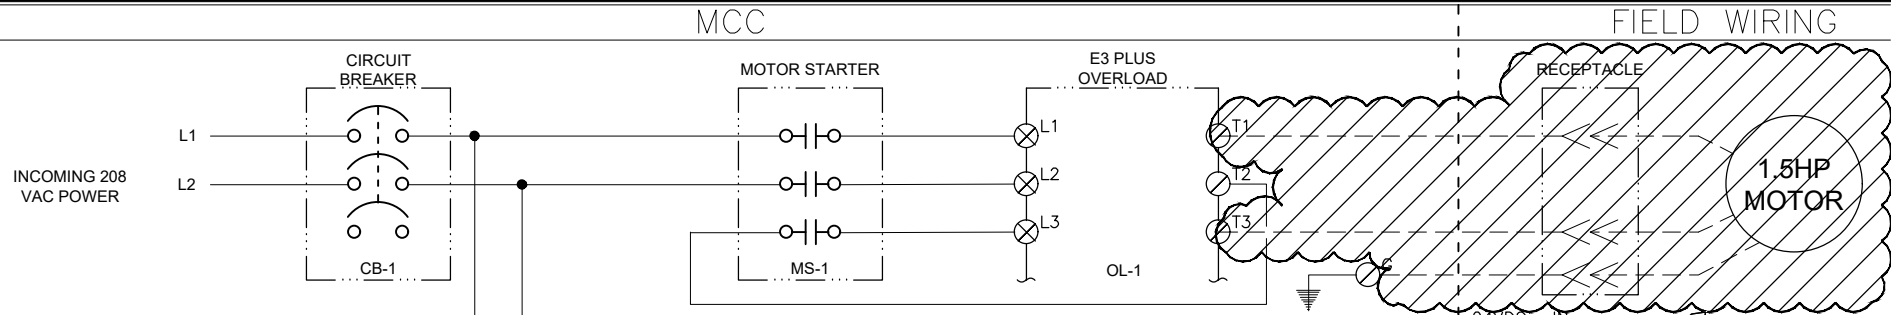 MCC
FIELD WIRING
CIRCUIT
BREAKER
MOTOR STARTER
E3 PLUS
OVERLOAD
RECEPTACLE
L1
L1
T1
INCOMING 208
VAC POWER
L2
L2
T2
1.5HP
MOTOR
L3
T3
CB-1
MS-1
OL-1
G